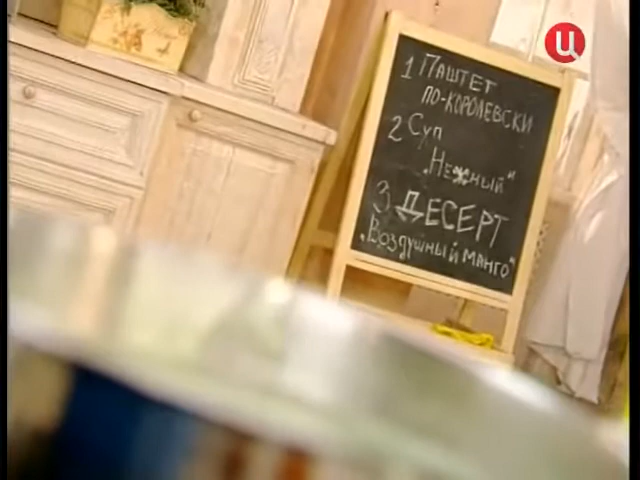 Ц
1 ПАШТЕТ
ПО-КОРОЛЕВСКИ
2 Суп
„Нежный"
3 ДЕСЕРТ
„Воздушный манго"